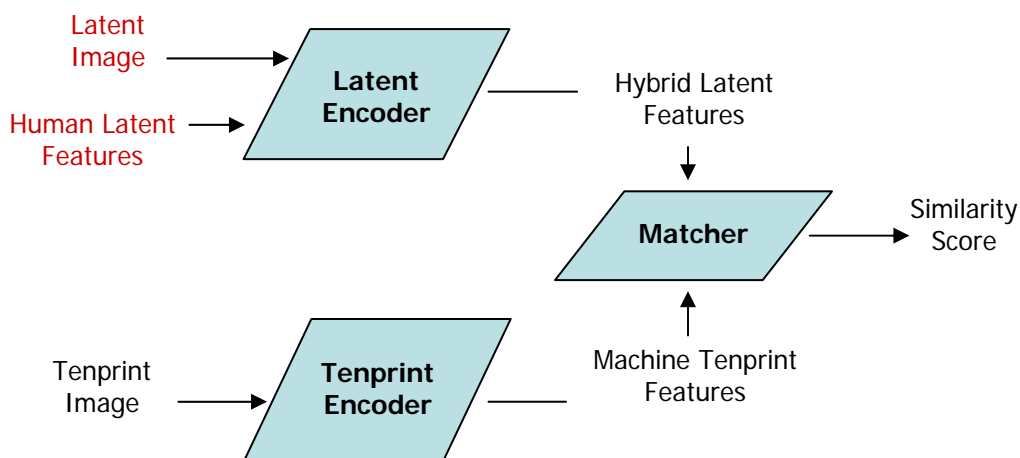 Latent
Image
Human Latent
Features
Latent
Encoder
Hybrid Latent
Features
Matcher
Similarity
Score
Tenprint
Image
Tenprint
Encoder
Machine Tenprint
Features